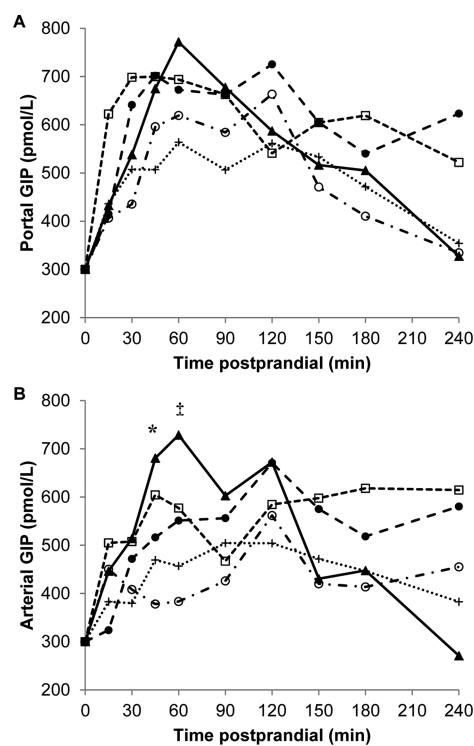 A
800
700
600
500
400
300
200
Portal GIP (pmol/L)
0 30 60 90 120 150 180 210 240
Time postprandial (min)
B
800
700
600
500
400
300
200
Arterial GIP (pmol/L)
* ‡
0 30 60 90 120 150 180 210 240
Time postprandial (min)